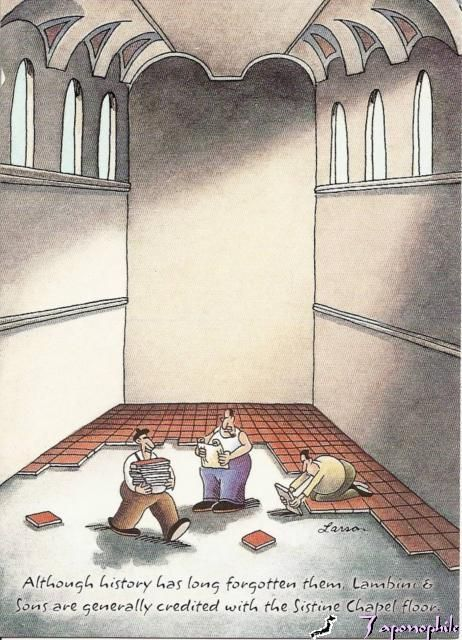 Larson
Although history has long forgotten them, Lambini &
Sons are generally credited with the Sistine Chapel floor.
Japonophile